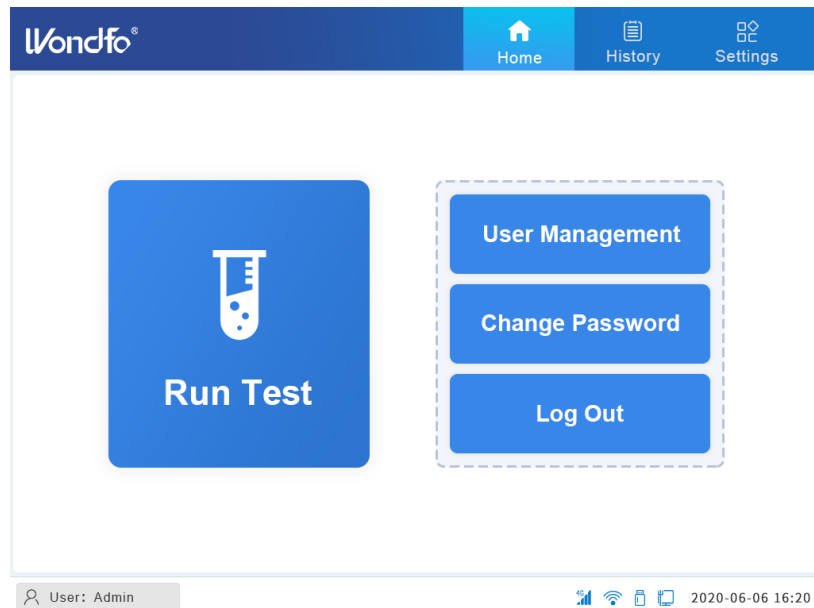 Wondfo®
Home
History
Settings
Run Test
User Management
Change Password
Log Out
User: Admin
4G
2020-06-06 16:20